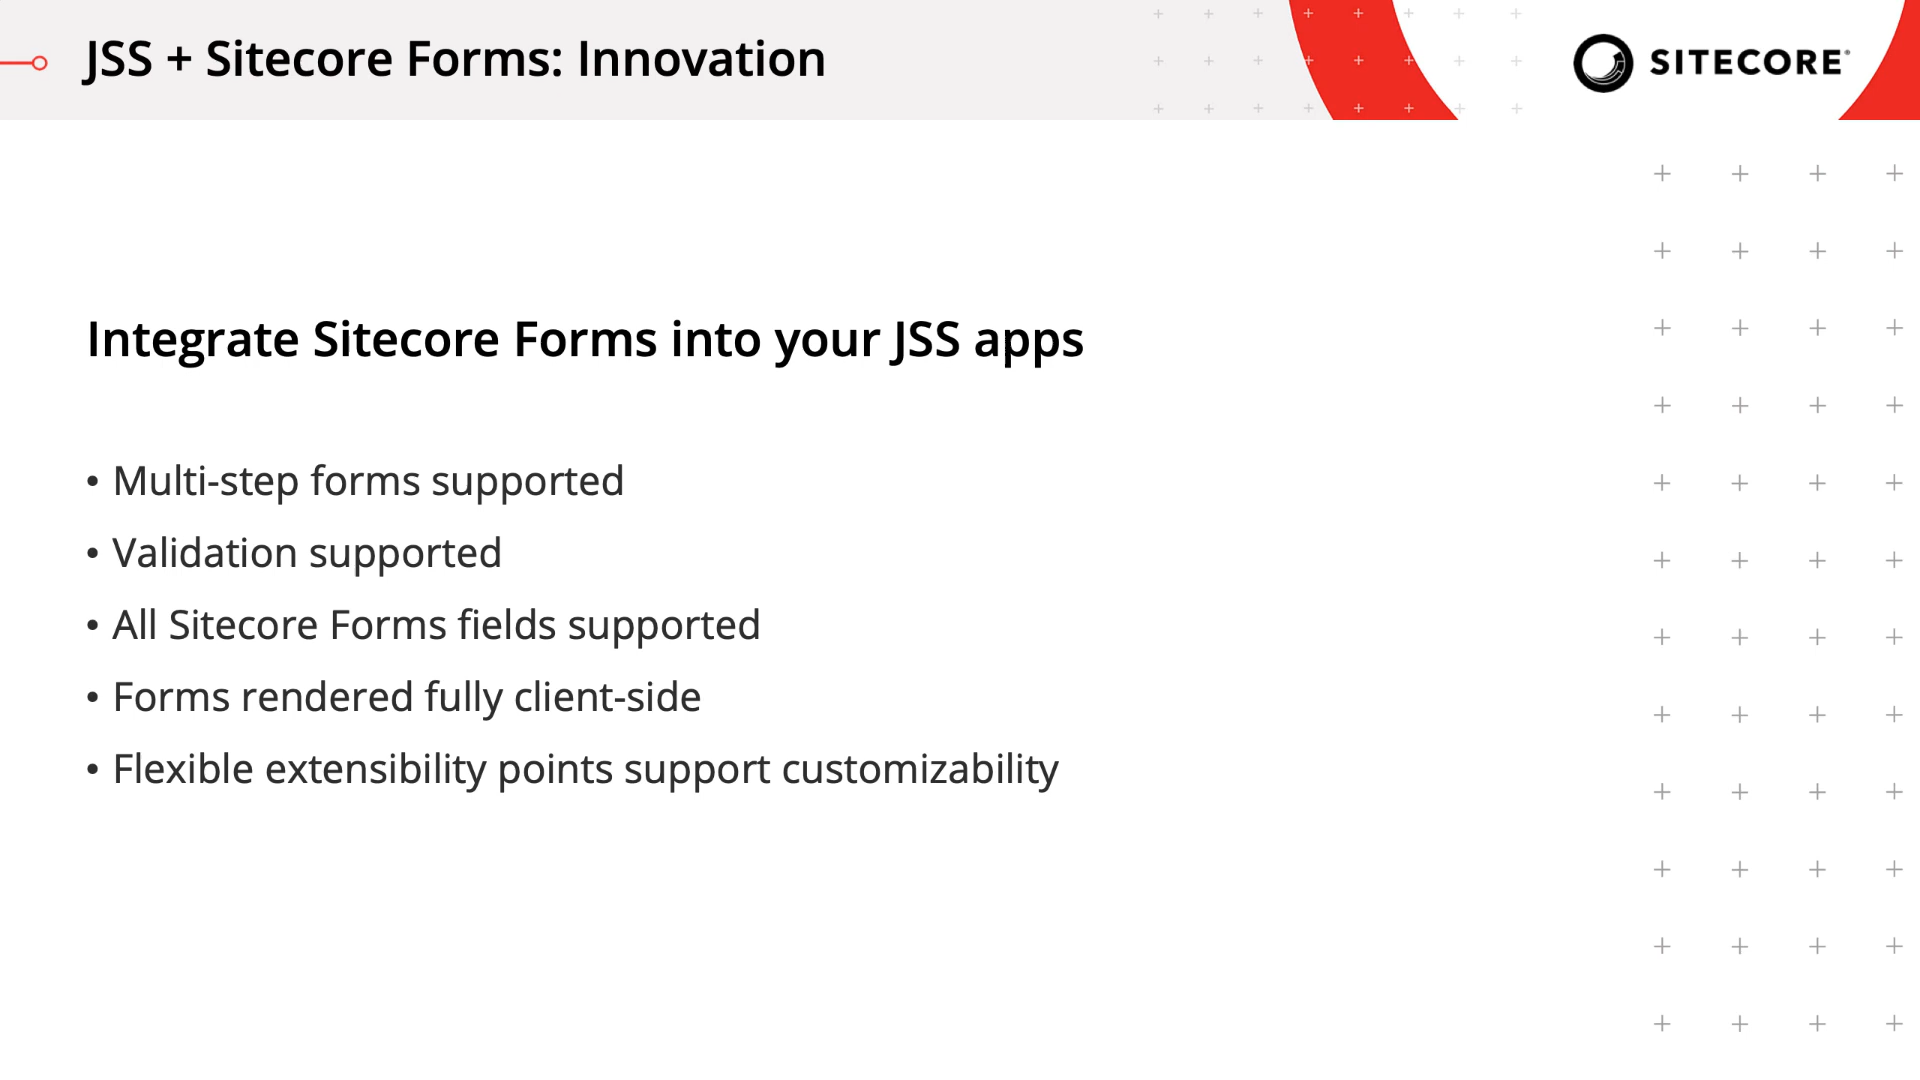 JSS + Sitecore Forms: Innovation
SITECORE®
Integrate Sitecore Forms into your JSS apps
• Multi-step forms supported
• Validation supported
• All Sitecore Forms fields supported
• Forms rendered fully client-side
• Flexible extensibility points support customizability